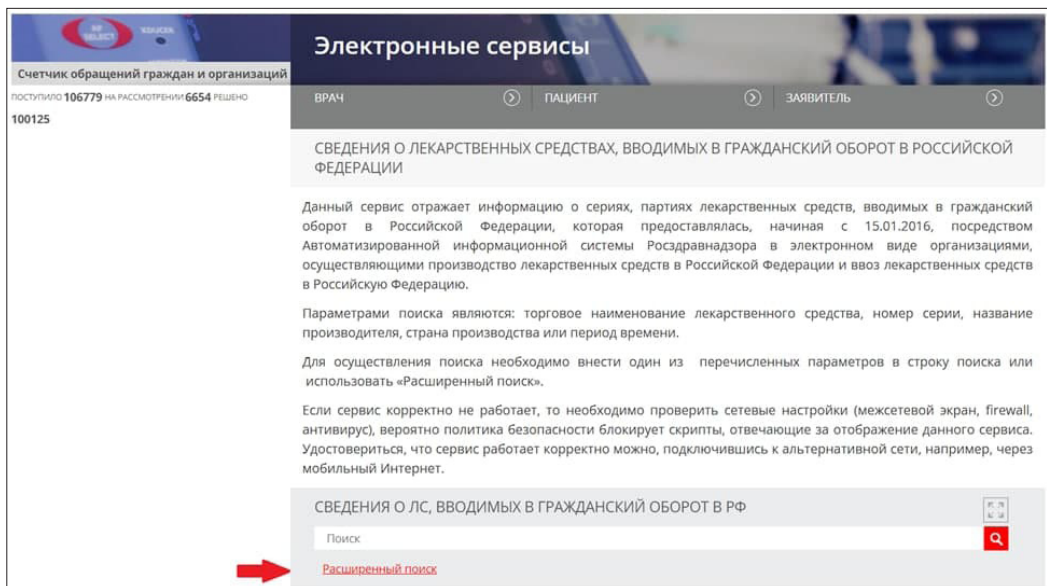 RF
SELECT
Электронные сервисы
Счетчик обращений граждан и организаций
ПОСТУПИЛО 106779 НА РАССМОТРЕНИИ 6654 РЕШЕНО
100125
ВРАЧ
ПАЦИЕНТ
ЗАЯВИТЕЛЬ
СВЕДЕНИЯ О ЛЕКАРСТВЕННЫХ СРЕДСТВАХ, ВВОДИМЫХ В ГРАЖДАНСКИЙ ОБОРОТ В РОССИЙСКОЙ
ФЕДЕРАЦИИ
Данный сервис отражает информацию о сериях, партиях лекарственных средств, вводимых в гражданский
оборот в Российской Федерации, которая предоставлялась, начиная с 15.01.2016, посредством
Автоматизированной информационной системы Росздравнадзора в электронном виде организациями,
осуществляющими производство лекарственных средств в Российской Федерации и ввоз лекарственных средств
в Российскую Федерацию.
Параметрами поиска являются: торговое наименование лекарственного средства, номер серии, название
производителя, страна производства или период времени.
Для осуществления поиска необходимо внести один из перечисленных параметров в строку поиска или
использовать «Расширенный поиск».
Если сервис корректно не работает, то необходимо проверить сетевые настройки (межсетевой экран, firewall,
антивирус), вероятно политика безопасности блокирует скрипты, отвечающие за отображение данного сервиса.
Удостовериться, что сервис работает корректно можно, подключившись к альтернативной сети, например, через
мобильный Интернет.
СВЕДЕНИЯ О ЛС, ВВОДИМЫХ В ГРАЖДАНСКИЙ ОБОРОТ В РФ
Поиск
Расширенный поиск